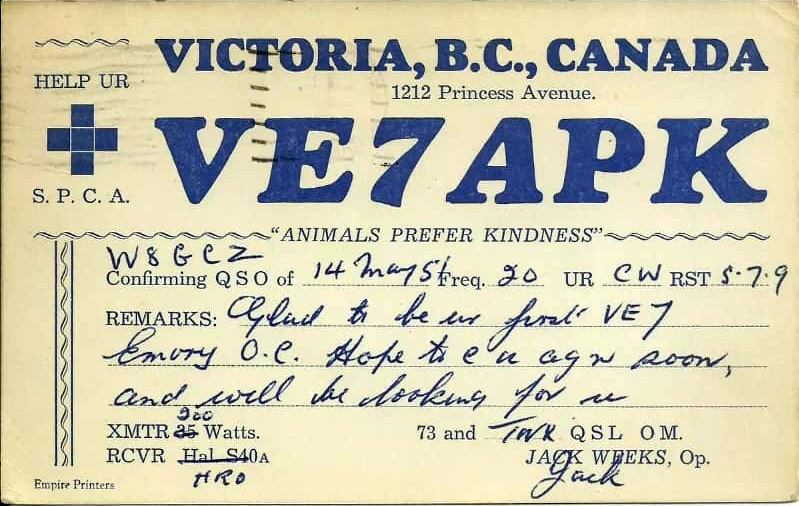 VICTORIA, B.C., CANADA
HELP UR
1212 Princess Avenue.
VE7APK
S. P. C. A.
"ANIMALS PREFER KINDNESS"
W8GCZ
Confirming QSO of 14 May 51 Freq. 20 UR CW RST 5-7-9
REMARKS: Glad to be ur first VE7
Emory O.C. Hope to c u agn soon,
and will be looking for u
200
XMTR 35 Watts. 73 and TNX QSL OM.
RCVR Hal S40A JACK WEEKS, Op.
HRO Jack
Empire Printers